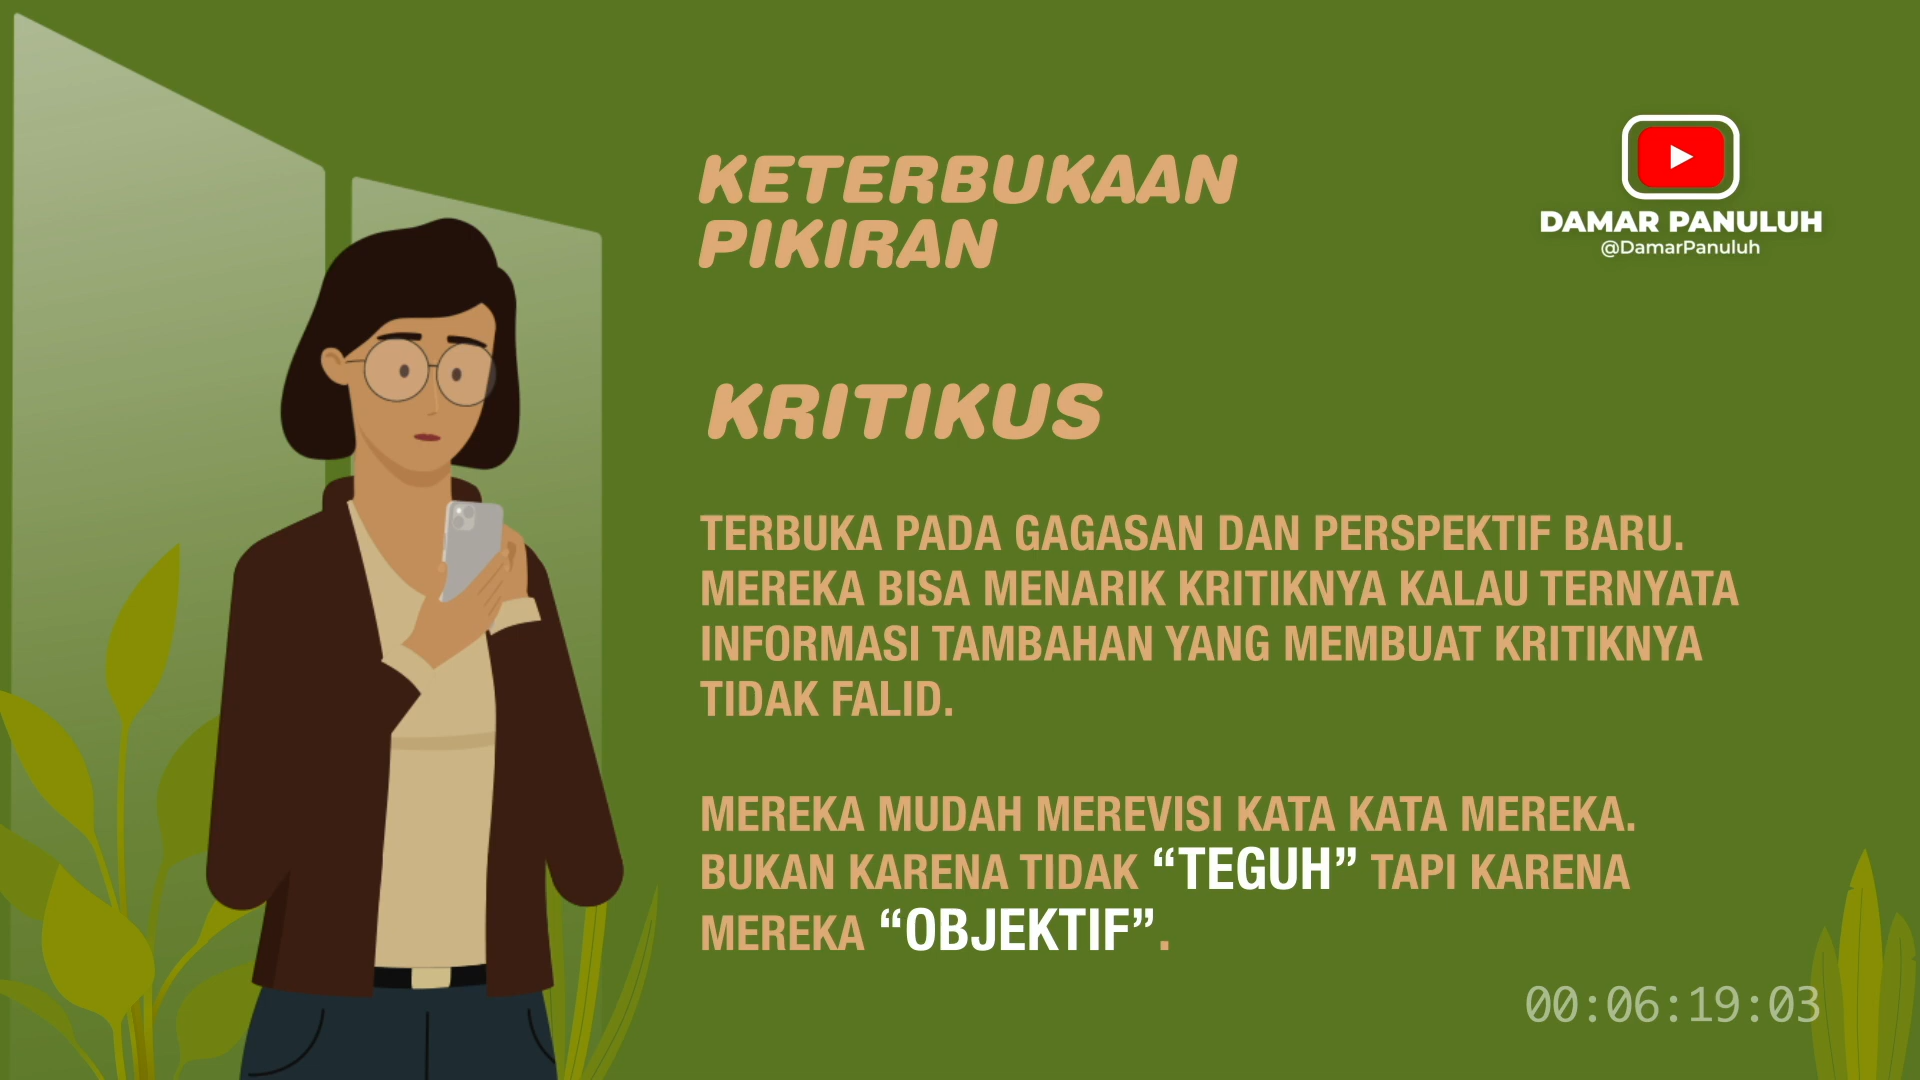 KETERBUKAAN
PIKIRAN
DAMAR PANULUH
@DamarPanuluh
KRITIKUS
TERBUKA PADA GAGASAN DAN PERSPEKTIF BARU.
MEREKA BISA MENARIK KRITIKNYA KALAU TERNYATA
INFORMASI TAMBAHAN YANG MEMBUAT KRITIKNYA
TIDAK FALID.
MEREKA MUDAH MEREVISI KATA KATA MEREKA.
BUKAN KARENA TIDAK “TEGUH” TAPI KARENA
MEREKA “OBJEKTIF”.
00:06:19:03